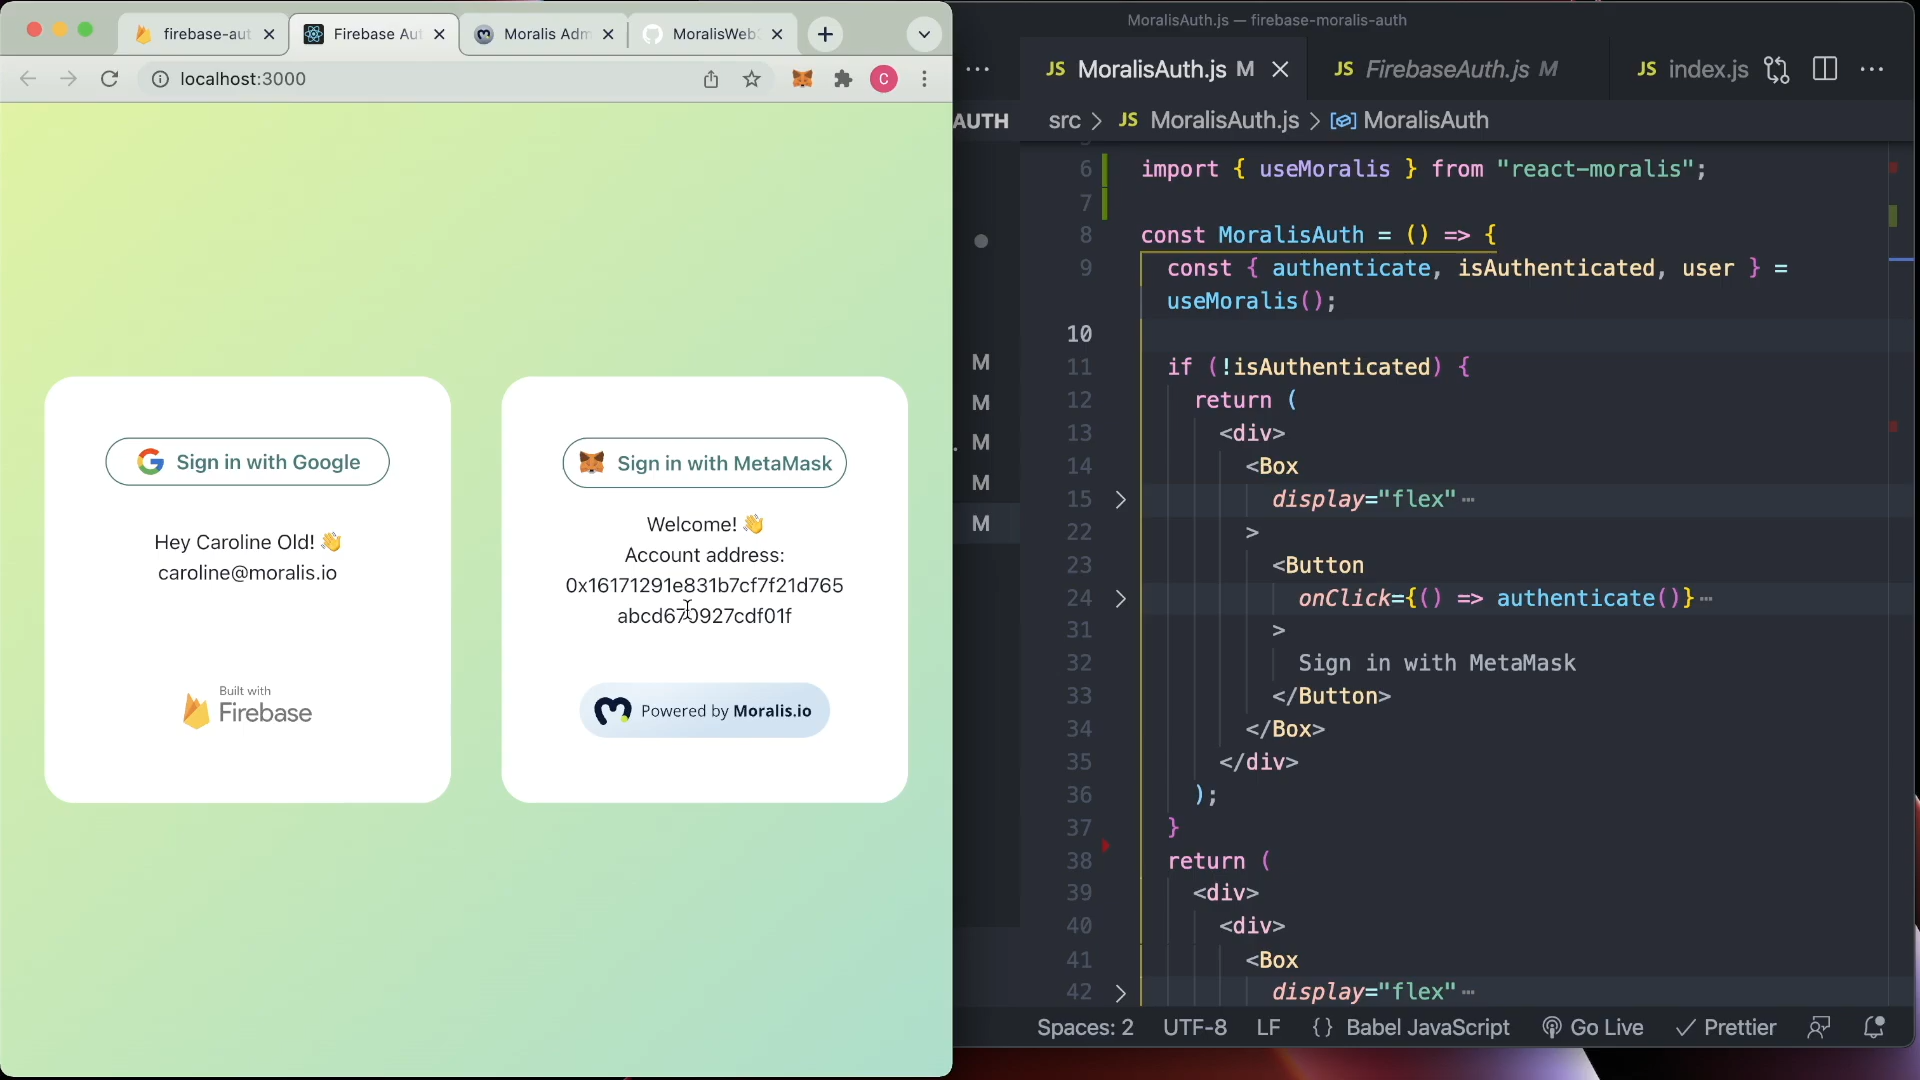 firebase-aut
Firebase Aut
Moralis Adm
MoralisWeb
localhost:3000
C
Sign in with Google
Hey Caroline Old! 👋
caroline@moralis.io
Built with
Firebase
Sign in with MetaMask
Welcome! 👋
Account address:
0x16171291e831b7cf7f21d765
abcd670927cdf01f
Powered by Moralis.io
MoralisAuth.js — firebase-moralis-auth
JS MoralisAuth.js M
JS FirebaseAuth.js M
JS index.js
AUTH
src > JS MoralisAuth.js > MoralisAuth
M
M
M
M
M
6 import { useMoralis } from "react-moralis";
7
8 const MoralisAuth = () => {
9 const { authenticate, isAuthenticated, user } =
useMoralis();
10
11 if (!isAuthenticated) {
12 return (
13 <div>
14 <Box
15 display="flex"
22 >
23 <Button
24 onClick={() => authenticate()}
31 >
32 Sign in with MetaMask
33 </Button>
34 </Box>
35 </div>
36 );
37 }
38 return (
39 <div>
40 <div>
41 <Box
42 display="flex"
Spaces: 2 UTF-8 LF {} Babel JavaScript Go Live Prettier